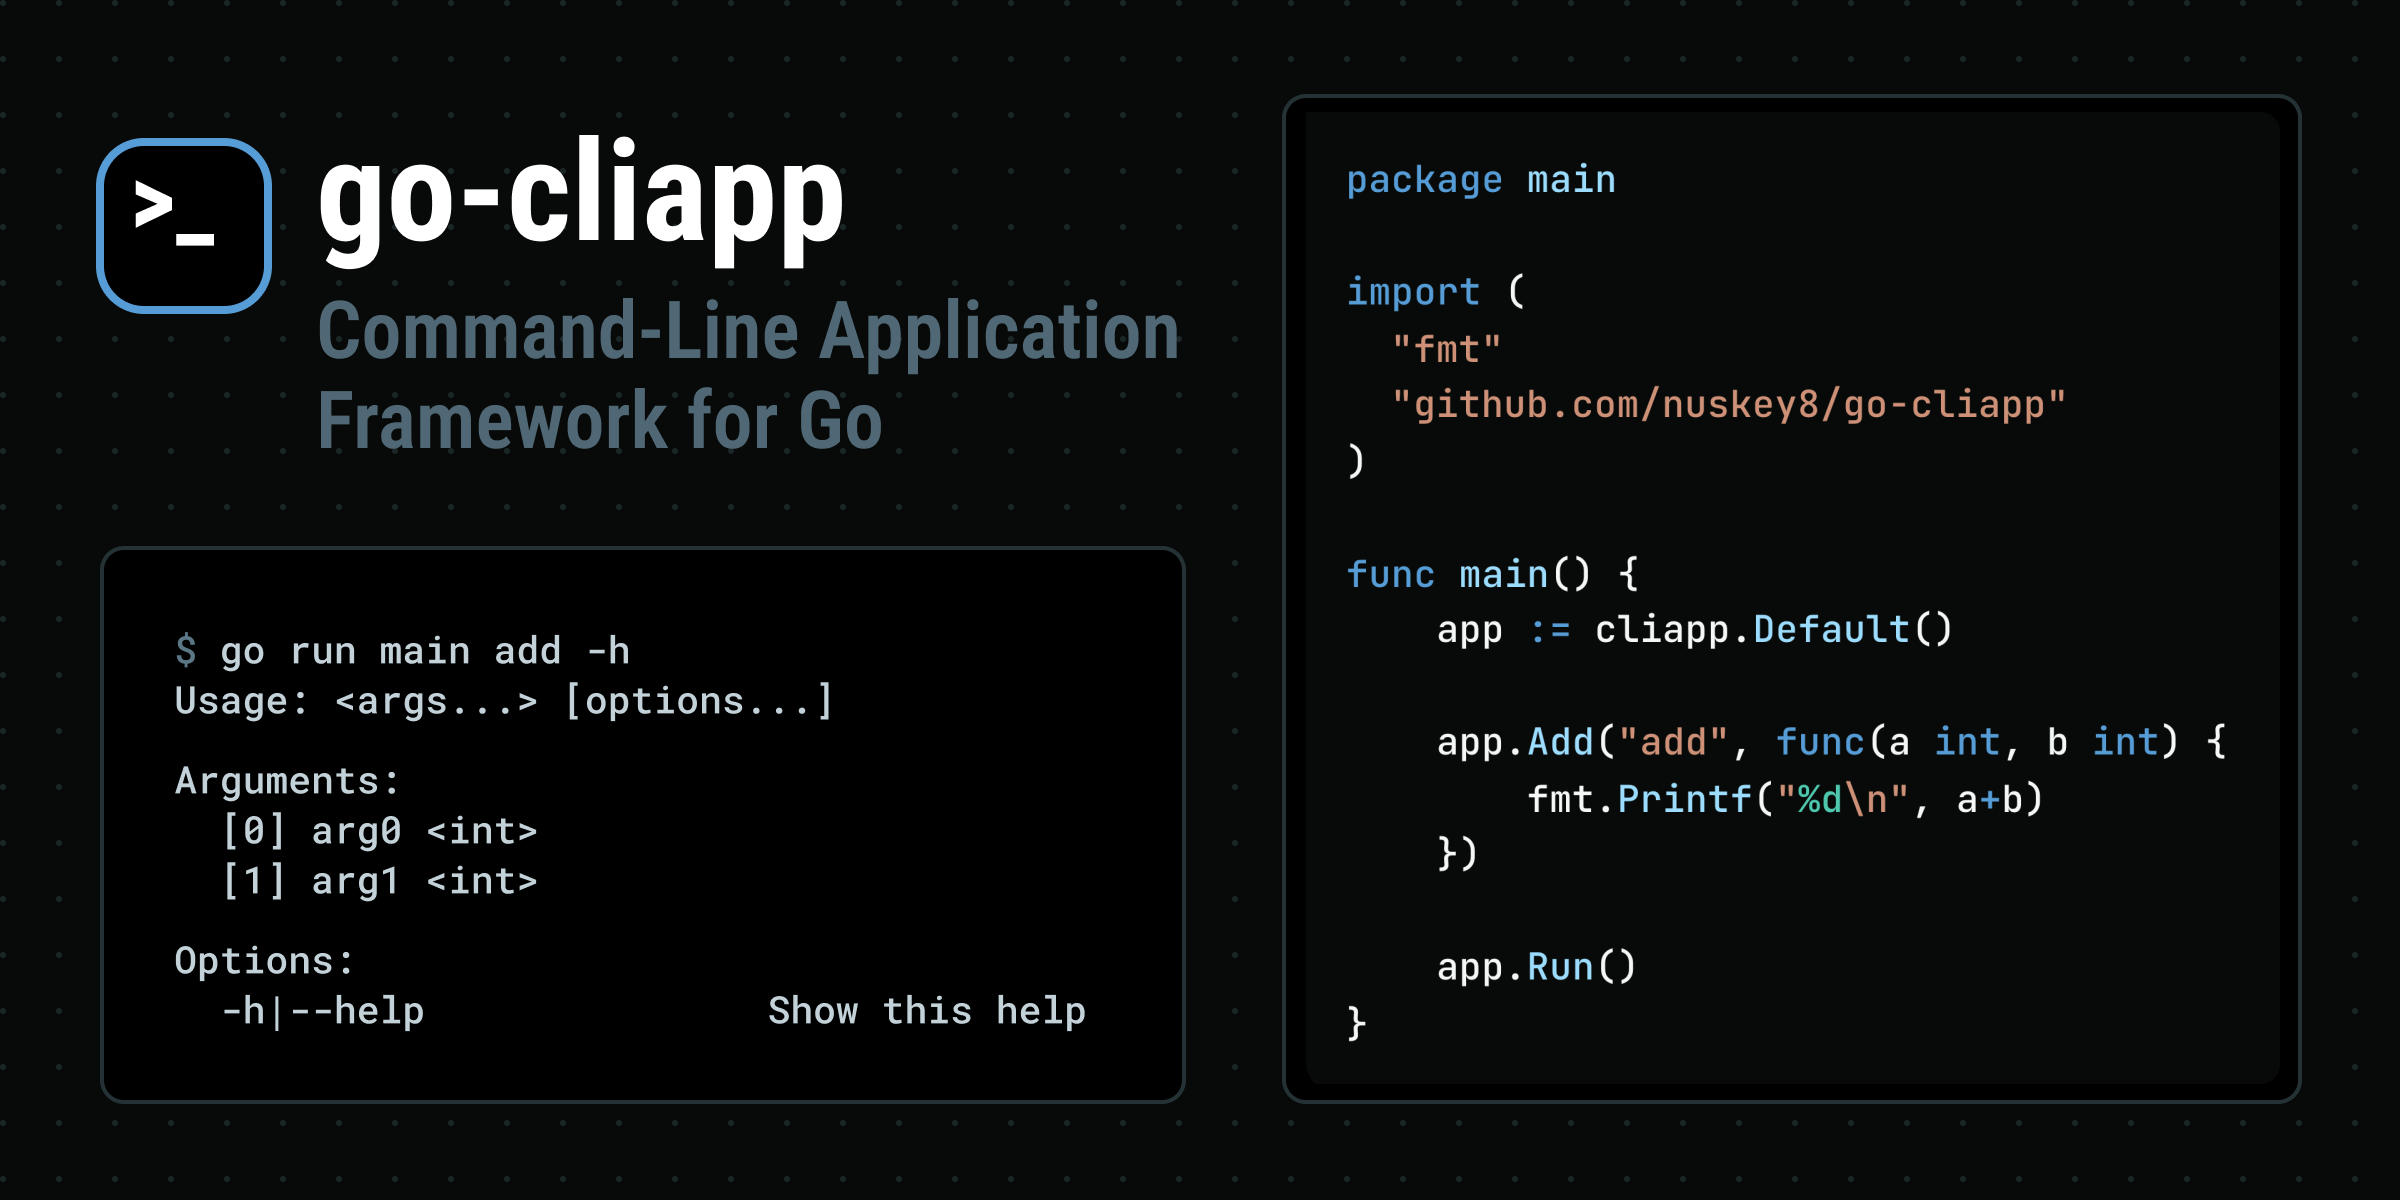 >_
go-cliapp
Command-Line Application
Framework for Go
$ go run main add -h
Usage: <args...> [options...]
Arguments:
[0] arg0 <int>
[1] arg1 <int>
Options:
-h|--help Show this help
package main
import (
"fmt"
"github.com/nuskey8/go-cliapp"
)
func main() {
app := cliapp.Default()
app.Add("add", func(a int, b int) {
fmt.Printf("%d\n", a+b)
})
app.Run()
}